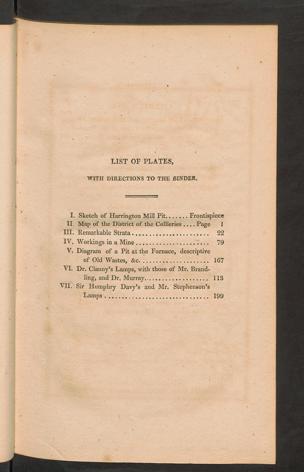 LIST OF PLATES,
WITH DIRECTIONS TO THE BINDER.
I. Sketch of Harrington Mill Pit....... Frontispiece
II. Map of the District of the Collieries .... Page 1
III. Remarkable Strata .................... 22
IV. Workings in a Mine .................... 79
V. Diagram of a Pit at the Furnace, descriptive
of Old Wastes, &c. .................. 167
VI. Dr. Clanny's Lamps, with those of Mr. Brand-
ling, and Dr. Murray.................. 113
VII. Sir Humphry Davy's and Mr. Stephenson's
Lamps .............................. 199